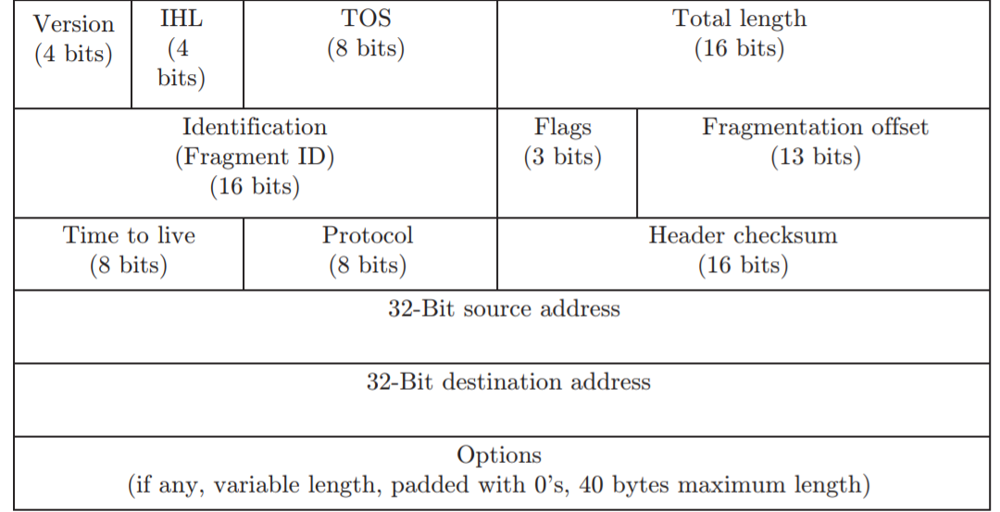 Version
(4 bits)
IHL
(4
bits)
TOS
(8 bits)
Total length
(16 bits)
Identification
(Fragment ID)
(16 bits)
Flags
(3 bits)
Fragmentation offset
(13 bits)
Time to live
(8 bits)
Protocol
(8 bits)
Header checksum
(16 bits)
32-Bit source address
32-Bit destination address
Options
(if any, variable length, padded with 0's, 40 bytes maximum length)